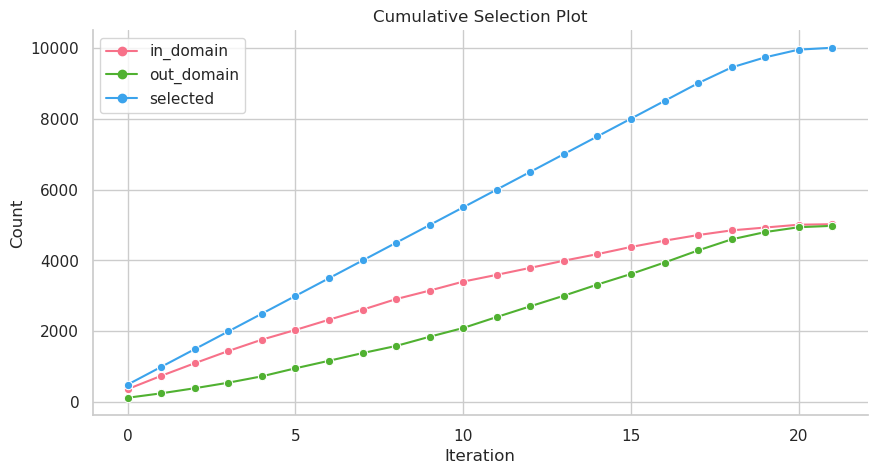 Cumulative Selection Plot
in_domain
out_domain
selected
10000
8000
6000
4000
2000
0
Count
0 5 10 15 20
Iteration